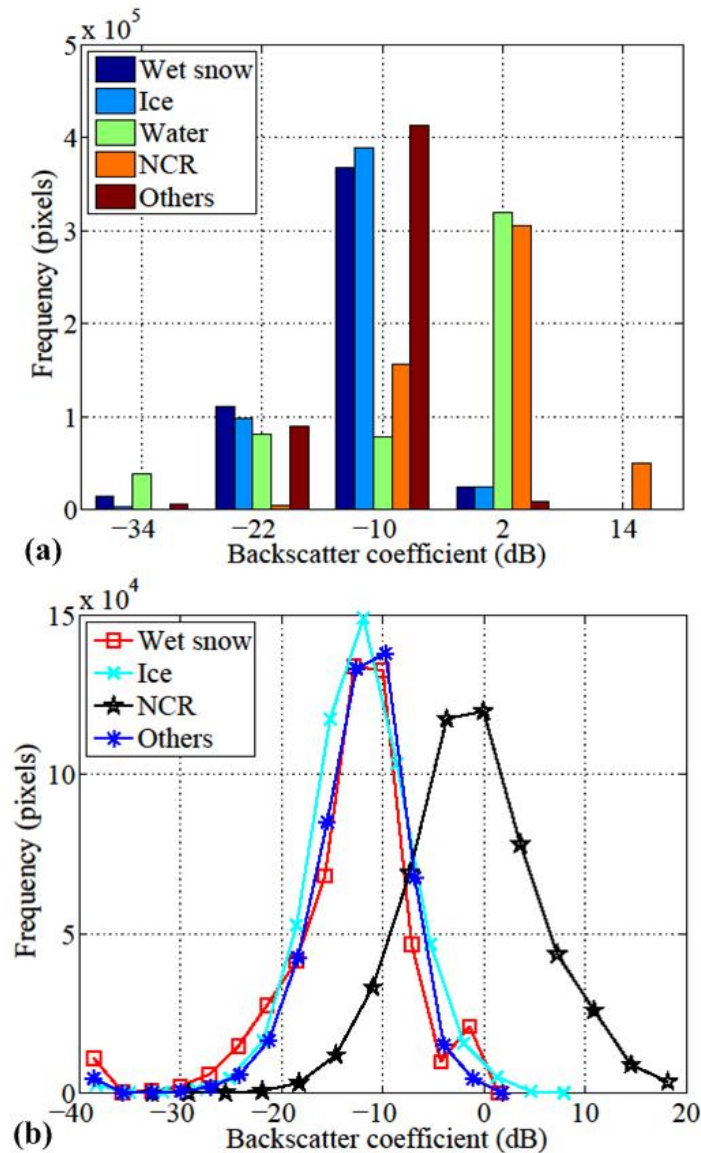 x 10^5
5
4
3
2
1
0
Frequency (pixels)
Wet snow
Ice
Water
NCR
Others
−34 −22 −10 2 14
(a) Backscatter coefficient (dB)
x 10^4
15
10
5
0
Frequency (pixels)
Wet snow
Ice
NCR
Others
−40 −30 −20 −10 0 10 20
(b) Backscatter coefficient (dB)